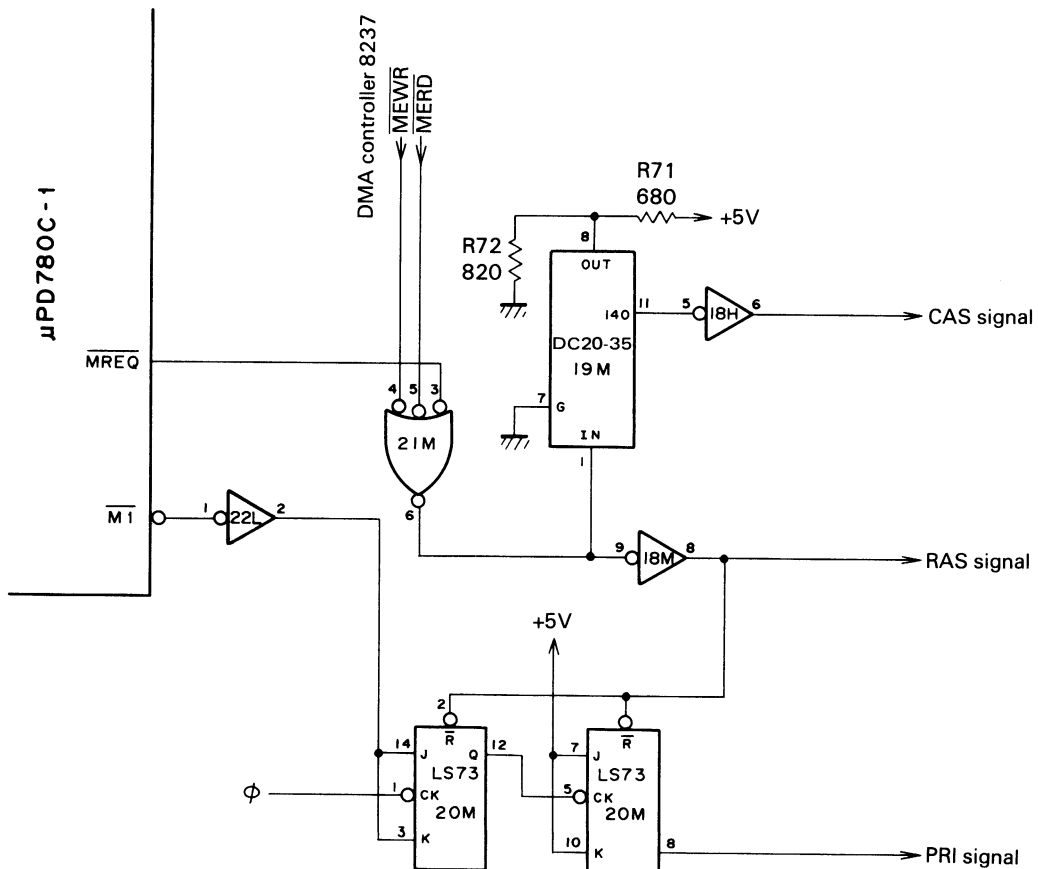 μPD780C-1
DMA controller 8237
MEWR
MERD
R71
680
+5V
R72
820
8
OUT
140
11
5
18H
6
CAS signal
DC20-35
19M
7
G
IN
1
MREQ
4
5
3
21M
6
M1
1
22L
2
9
18M
8
RAS signal
+5V
2
R
R
14
J
Q
12
7
J
LS73
LS73
φ
1
CK
5
CK
20M
20M
3
K
10
K
8
PRI signal